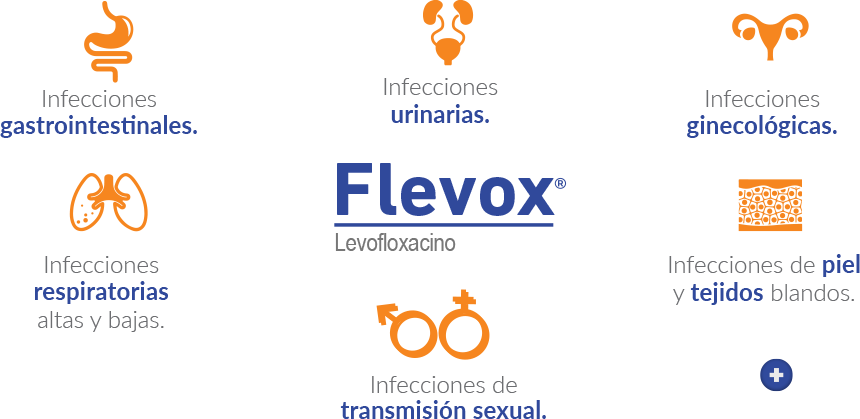 Infecciones
gastrointestinales.
Infecciones
urinarias.
Infecciones
ginecológicas.
Flevox®
Levofloxacino
Infecciones
respiratorias
altas y bajas.
Infecciones de piel
y tejidos blandos.
Infecciones de
transmisión sexual.